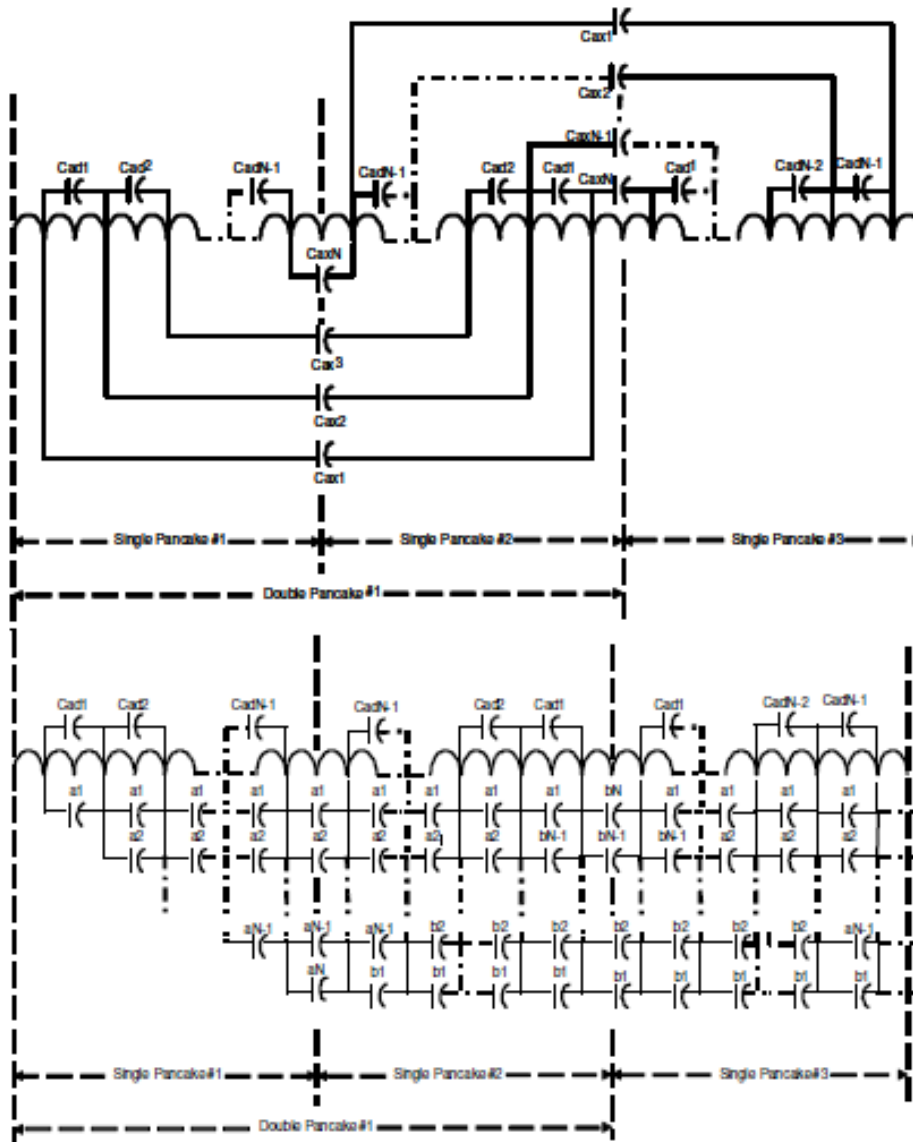 Cax1
Cax2
CaxN-1
Cad1 Cad2 CadN-1 CadN-1 Cad2 Cad1 CaxN Cad1 CadN-2 CadN-1
CaxN
Cax3
Cax2
Cax1
Single Pancake #1 Single Pancake #2 Single Pancake #3
Double Pancake #1
Cad1 Cad2 CadN-1 CadN-1 Cad2 Cad1 Cad1 CadN-2 CadN-1
a1 a1 a1 a1 a1 a1 a1 a1 a1 bN a1 a1 a1 a1
a2 a2 a2 a2 a2 a2 a2 bN-1 bN-1 bN-1 a2 a2 a2
aN-1 aN-1 aN-1 b2 b2 b2 b2 b2 b2 b2 aN-1
aN b1 b1 b1 b1 b1 b1 b1 b1 b1
Single Pancake #1 Single Pancake #2 Single Pancake #3
Double Pancake #1